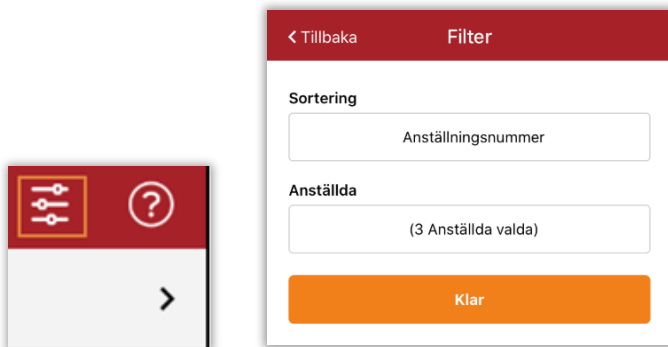 Tillbaka
Filter
Sortering
Anställningsnummer
Anställda
(3 Anställda valda)
Klar